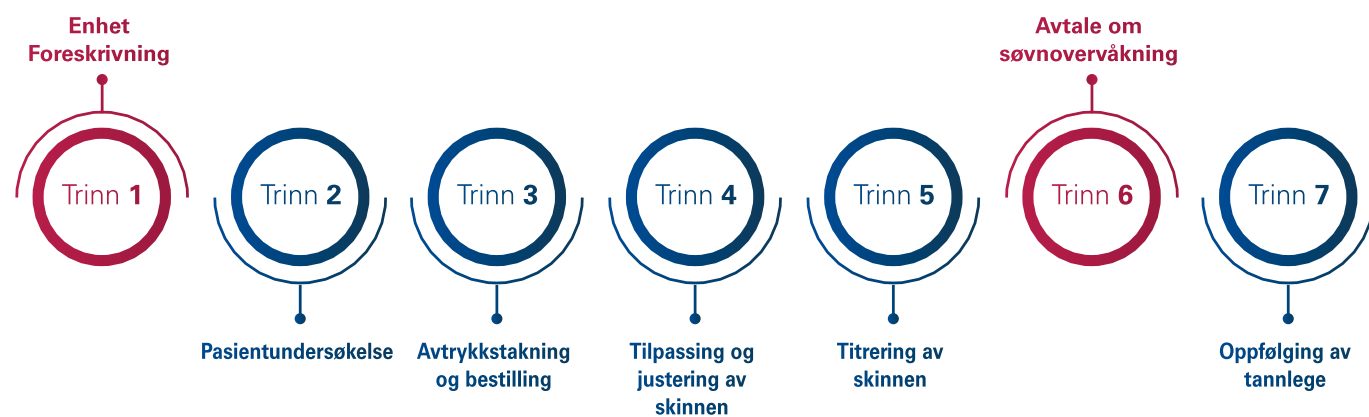 Enhet
Foreskrivning
Avtale om
søvnovervåkning
Trinn 1
Trinn 2
Trinn 3
Trinn 4
Trinn 5
Trinn 6
Trinn 7
Pasientundersøkelse
Avtrykkstakning
og bestilling
Tilpassing og
justering av
skinnen
Titrering av
skinnen
Oppfølging av
tannlege